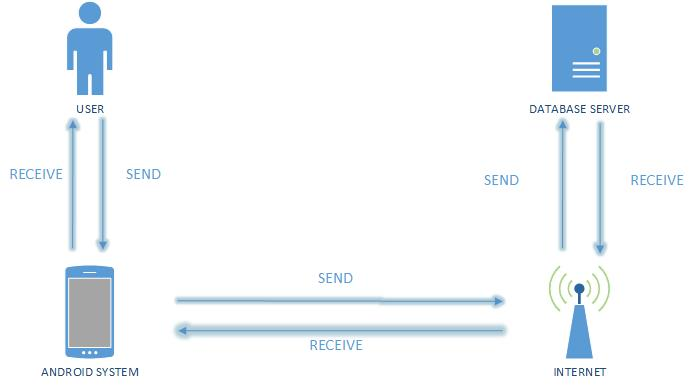 USER
DATABASE SERVER
RECEIVE
SEND
SEND
RECEIVE
SEND
RECEIVE
ANDROID SYSTEM
INTERNET